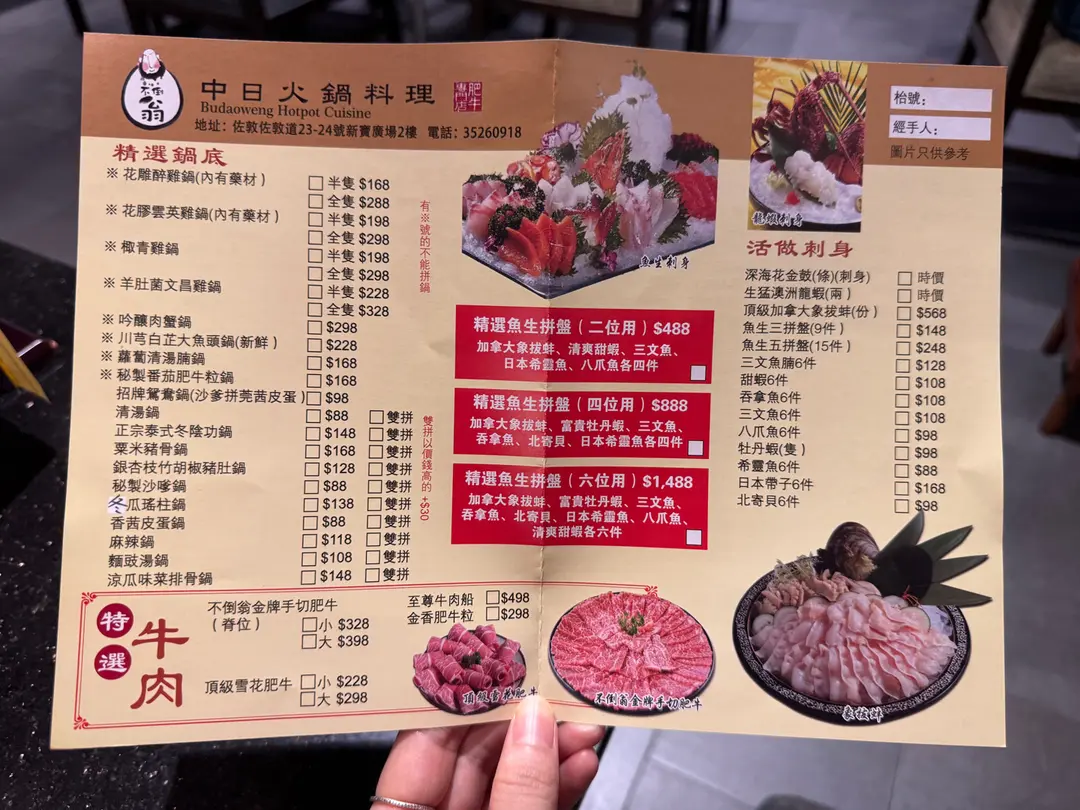 不倒翁
中日火鍋料理
肥牛專店
Budaoweng Hotpot Cuisine
地址：佐敦佐敦道23-24號新寶廣場2樓 電話：35260918
精選鍋底
※ 花雕醉雞鍋(內有藥材) 半隻 $168
全隻 $288
※ 花膠雲英雞鍋(內有藥材) 半隻 $198
全隻 $298
※ 橄青雞鍋 半隻 $198
全隻 $298
※ 羊肚菌文昌雞鍋 半隻 $228
全隻 $328
※ 吟釀肉蟹鍋 $298
※ 川芎白芷大魚頭鍋(新鮮) $228
※ 蘿蔔清湯腩鍋 $168
※ 秘製番茄肥牛粒鍋 $168
招牌鴛鴦鍋(沙爹拼莞茜皮蛋) $98
清湯鍋 $88 雙拼
正宗泰式冬陰功鍋 $148 雙拼
粟米豬骨鍋 $168 雙拼
銀杏枝竹胡椒豬肚鍋 $128 雙拼
秘製沙嗲鍋 $88 雙拼
冬瓜瑤柱鍋 $138 雙拼
香茜皮蛋鍋 $88 雙拼
麻辣鍋 $118 雙拼
麵豉湯鍋 $108 雙拼
涼瓜味菜排骨鍋 $148 雙拼
有※號的不能拼鍋
雙拼以價錢高的 +$30
特選
牛肉
不倒翁金牌手切肥牛
(脊位) 小 $328
大 $398
頂級雪花肥牛 小 $228
大 $298
至尊牛肉船 $498
金香肥牛粒 $298
頂級雪花肥牛
不倒翁金牌手切肥牛
魚生刺身
精選魚生拼盤（二位用）$488
加拿大象拔蚌、清爽甜蝦、三文魚、
日本希靈魚、八爪魚各四件
精選魚生拼盤（四位用）$888
加拿大象拔蚌、富貴牡丹蝦、三文魚、
吞拿魚、北寄貝、日本希靈魚各四件
精選魚生拼盤（六位用）$1,488
加拿大象拔蚌、富貴牡丹蝦、三文魚、
吞拿魚、北寄貝、日本希靈魚、八爪魚、
清爽甜蝦各六件
龍蝦刺身
枱號：
經手人：
圖片只供參考
活做刺身
深海花金鼓(條)(刺身) 時價
生猛澳洲龍蝦(兩) 時價
頂級加拿大象拔蚌(份) $568
魚生三拼盤(9件) $148
魚生五拼盤(15件) $248
三文魚腩6件 $128
甜蝦6件 $108
吞拿魚6件 $108
三文魚6件 $108
八爪魚6件 $98
牡丹蝦(隻) $98
希靈魚6件 $88
日本帶子6件 $168
北寄貝6件 $98
象拔蚌